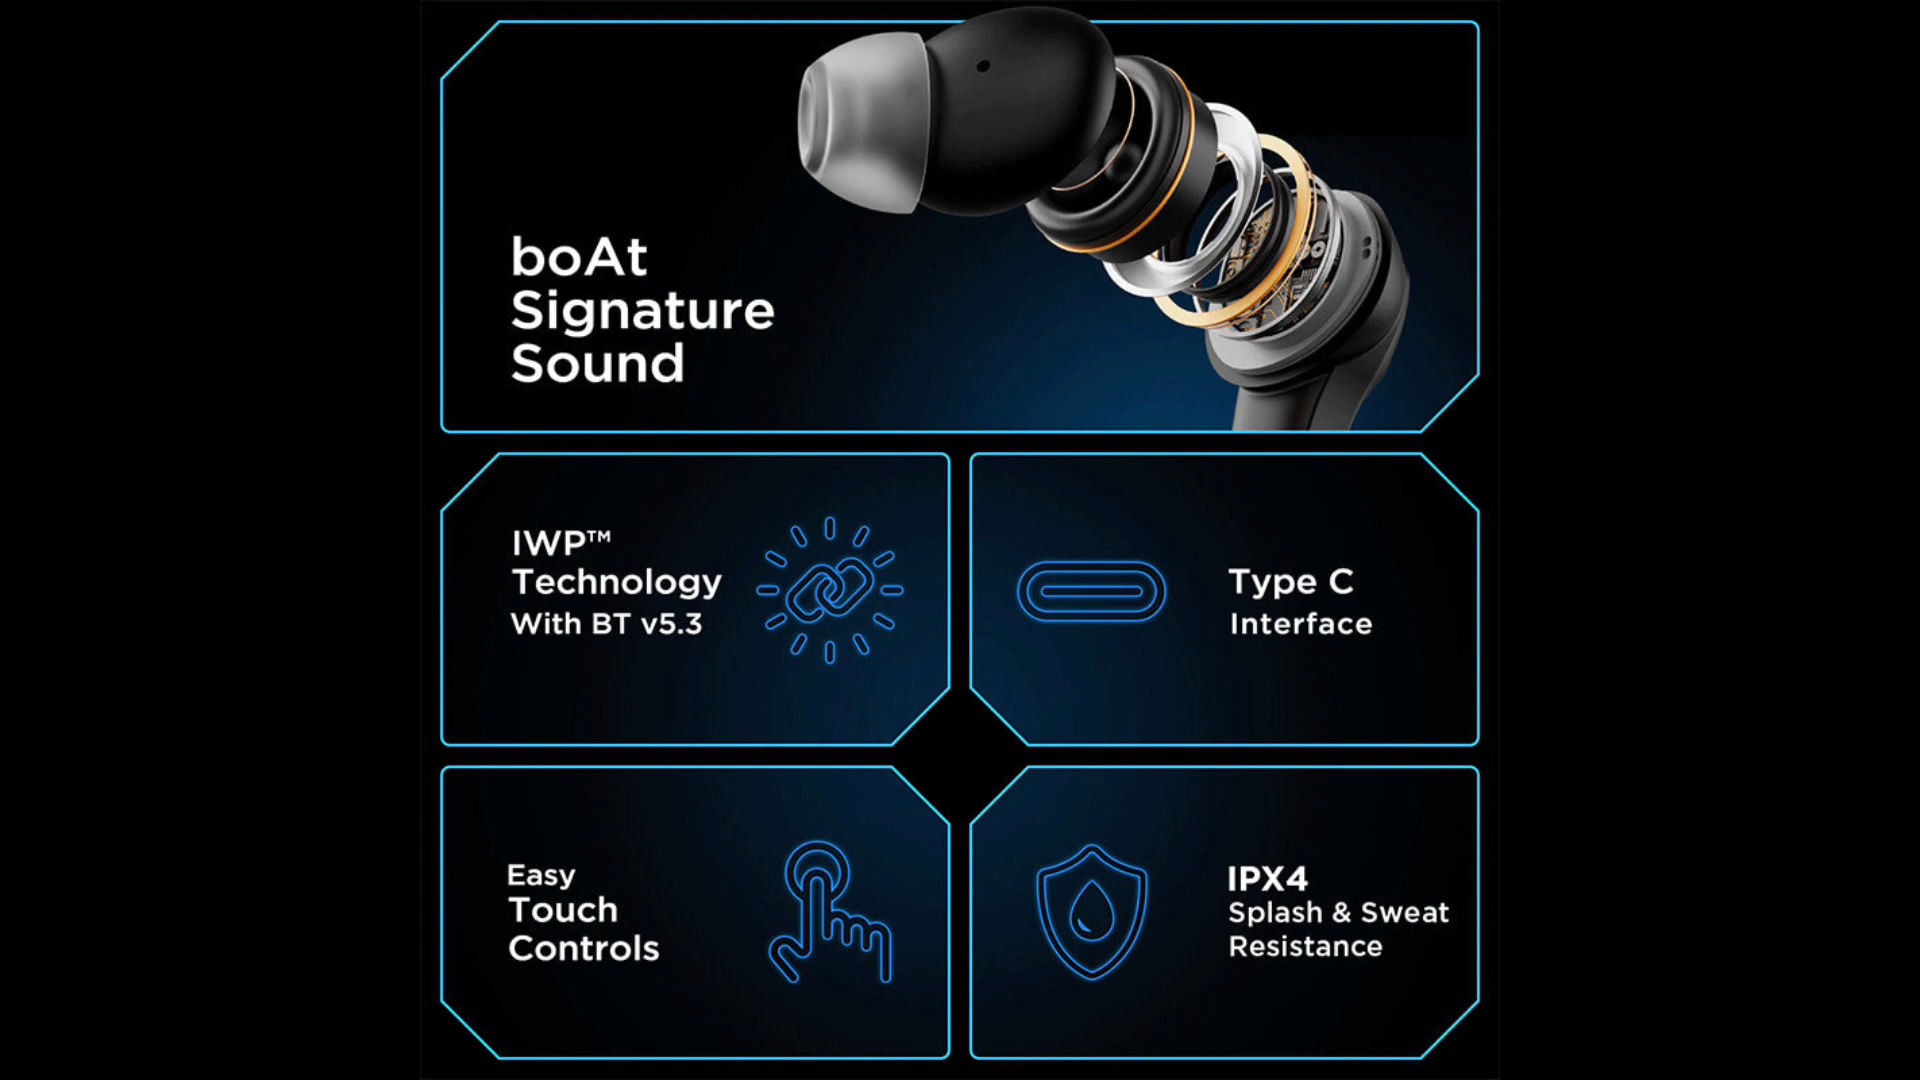 boAt
Signature
Sound
IWP™
Technology
With BT v5.3
Type C
Interface
Easy
Touch
Controls
IPX4
Splash & Sweat
Resistance